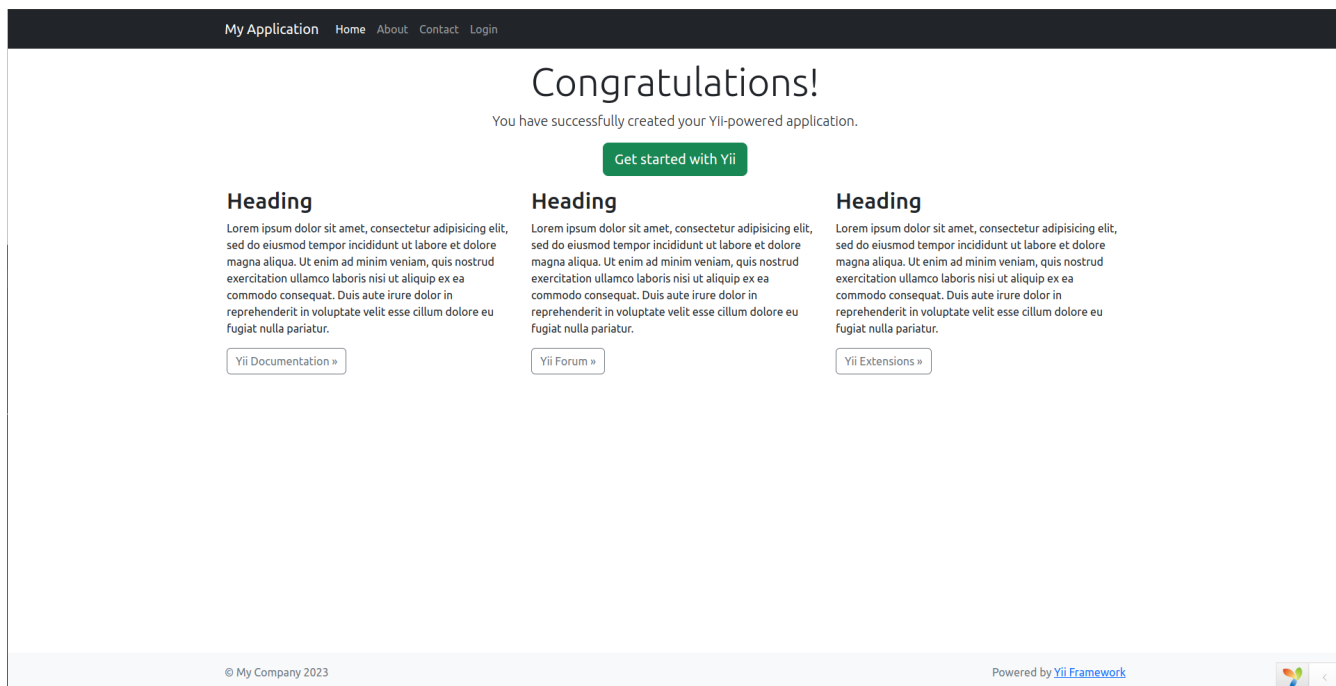 My Application Home About Contact Login
Congratulations!
You have successfully created your Yii-powered application.
Get started with Yii
Heading
Lorem ipsum dolor sit amet, consectetur adipisicing elit,
sed do eiusmod tempor incididunt ut labore et dolore
magna aliqua. Ut enim ad minim veniam, quis nostrud
exercitation ullamco laboris nisi ut aliquip ex ea
commodo consequat. Duis aute irure dolor in
reprehenderit in voluptate velit esse cillum dolore eu
fugiat nulla pariatur.
Yii Documentation »
Heading
Lorem ipsum dolor sit amet, consectetur adipisicing elit,
sed do eiusmod tempor incididunt ut labore et dolore
magna aliqua. Ut enim ad minim veniam, quis nostrud
exercitation ullamco laboris nisi ut aliquip ex ea
commodo consequat. Duis aute irure dolor in
reprehenderit in voluptate velit esse cillum dolore eu
fugiat nulla pariatur.
Yii Forum »
Heading
Lorem ipsum dolor sit amet, consectetur adipisicing elit,
sed do eiusmod tempor incididunt ut labore et dolore
magna aliqua. Ut enim ad minim veniam, quis nostrud
exercitation ullamco laboris nisi ut aliquip ex ea
commodo consequat. Duis aute irure dolor in
reprehenderit in voluptate velit esse cillum dolore eu
fugiat nulla pariatur.
Yii Extensions »
© My Company 2023
Powered by Yii Framework